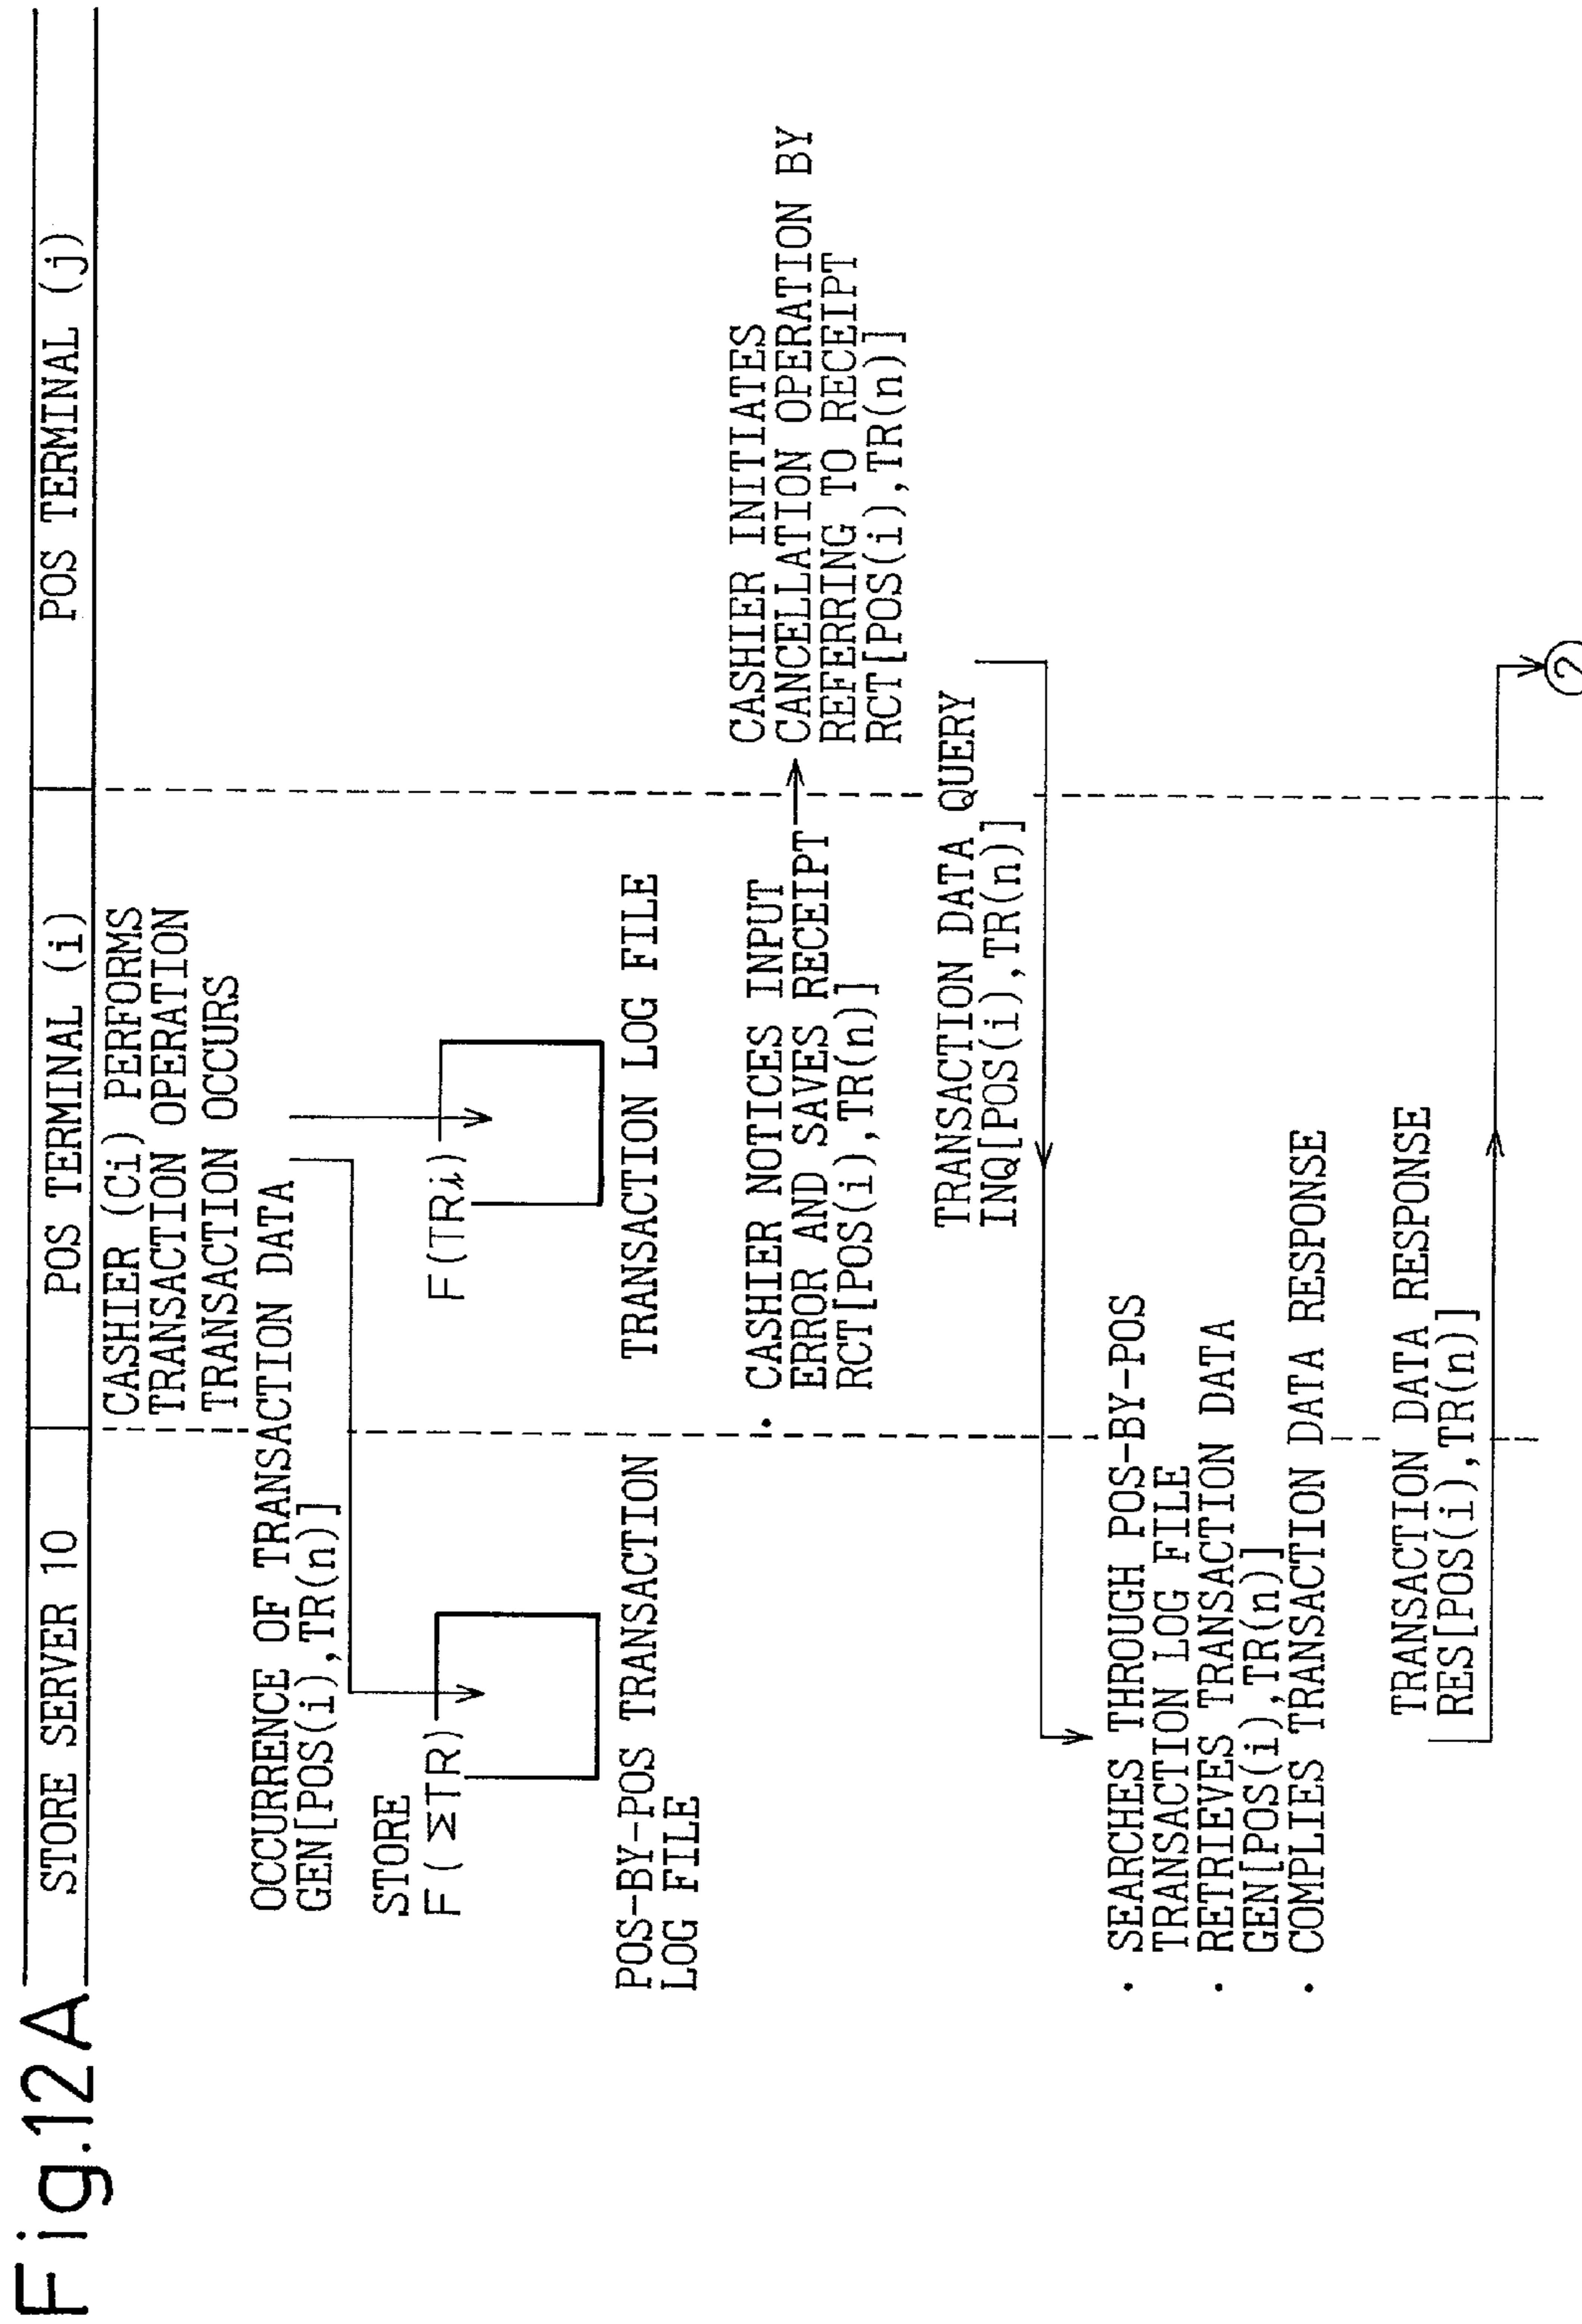 Fig.12A
STORE SERVER 10
POS TERMINAL (i)
POS TERMINAL (j)
CASHIER (Ci) PERFORMS
TRANSACTION OPERATION
TRANSACTION OCCURS
OCCURRENCE OF TRANSACTION DATA
GEN[POS(i),TR(n)]
STORE
F(ΣTR)
F(TRi)
POS-BY-POS TRANSACTION
LOG FILE
TRANSACTION LOG FILE
· CASHIER NOTICES INPUT
ERROR AND SAVES RECEIPT
RCT[POS(i),TR(n)]
CASHIER INITIATES
CANCELLATION OPERATION BY
REFERRING TO RECEIPT
RCT[POS(i),TR(n)]
TRANSACTION DATA QUERY
INQ[POS(i),TR(n)]
· SEARCHES THROUGH POS-BY-POS
TRANSACTION LOG FILE
· RETRIEVES TRANSACTION DATA
GEN[POS(i),TR(n)]
· COMPLIES TRANSACTION DATA RESPONSE
TRANSACTION DATA RESPONSE
RES[POS(i),TR(n)]
②